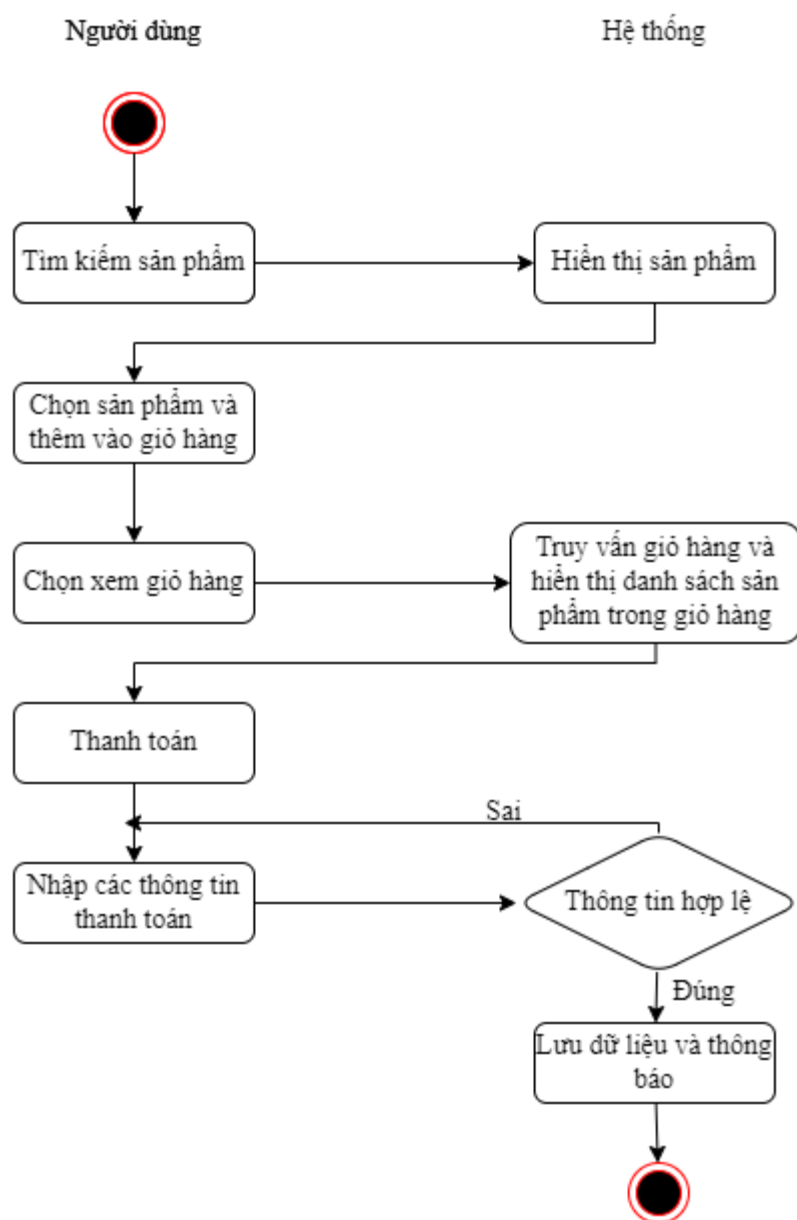 Người dùng
Hệ thống
Tìm kiếm sản phẩm
Hiển thị sản phẩm
Chọn sản phẩm và
thêm vào giỏ hàng
Chọn xem giỏ hàng
Truy vấn giỏ hàng và
hiển thị danh sách sản
phẩm trong giỏ hàng
Thanh toán
Sai
Nhập các thông tin
thanh toán
Thông tin hợp lệ
Đúng
Lưu dữ liệu và thông
báo